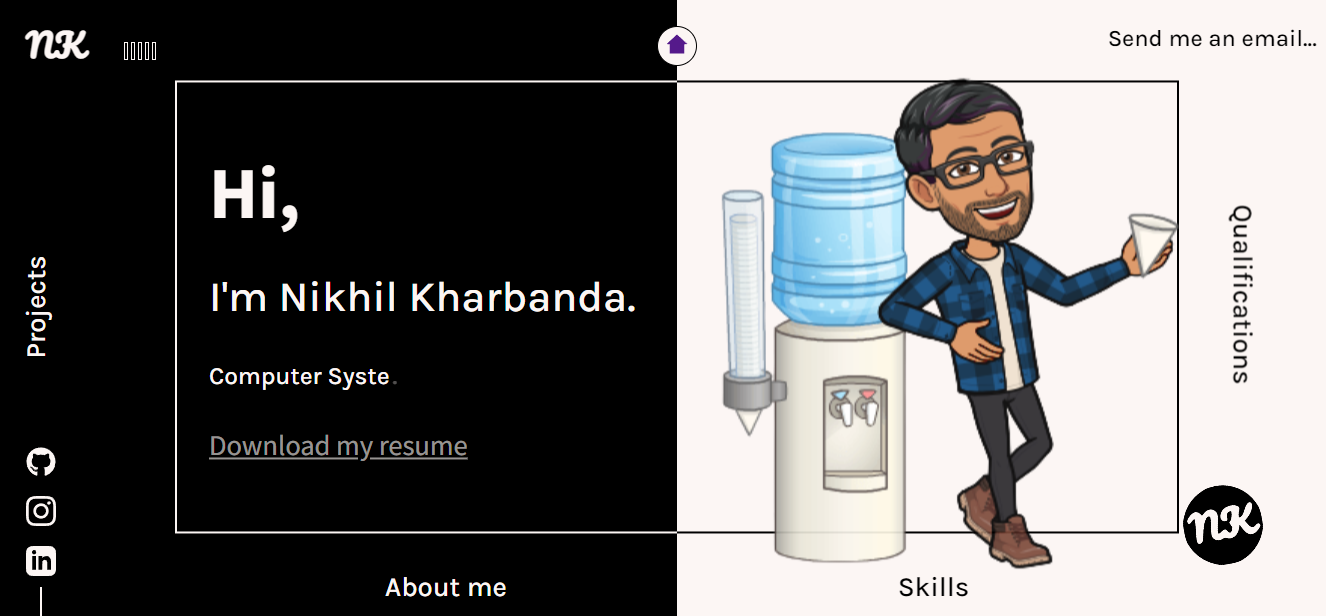 NK
Send me an email...
Hi,
I'm Nikhil Kharbanda.
Computer Syste.
Download my resume
Projects
Qualifications
in
NK
About me
Skills